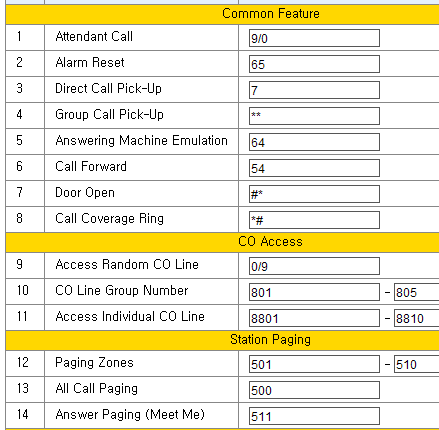 Common Feature
1 Attendant Call 9/0
2 Alarm Reset 65
3 Direct Call Pick-Up 7
4 Group Call Pick-Up **
5 Answering Machine Emulation 64
6 Call Forward 54
7 Door Open #*
8 Call Coverage Ring *#
CO Access
9 Access Random CO Line 0/9
10 CO Line Group Number 801 - 805
11 Access Individual CO Line 8801 - 8810
Station Paging
12 Paging Zones 501 - 510
13 All Call Paging 500
14 Answer Paging (Meet Me) 511